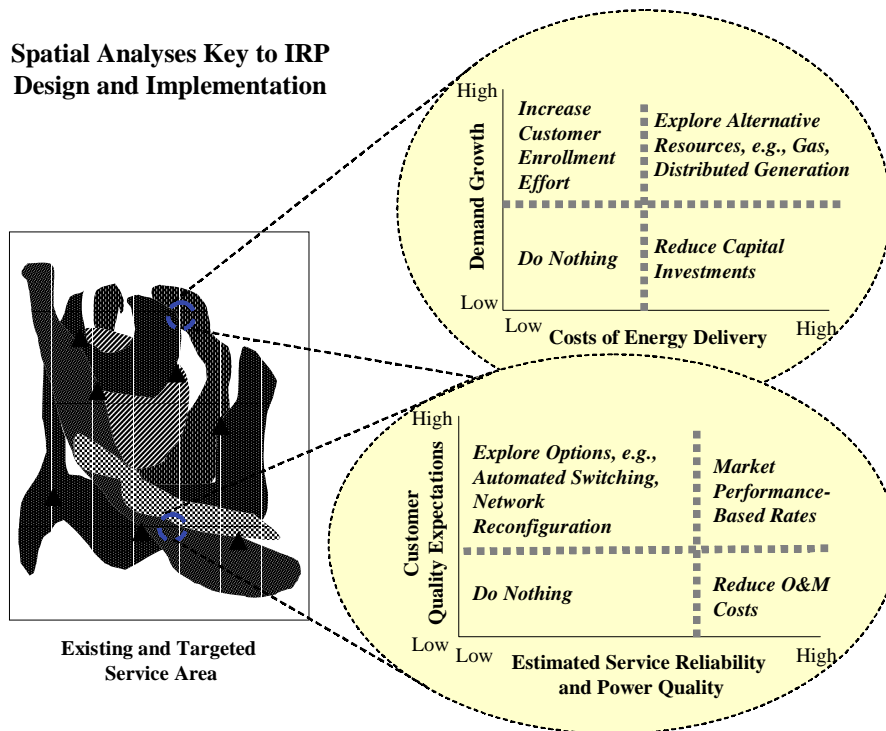 Spatial Analyses Key to IRP
Design and Implementation
High
Increase
Customer
Enrollment
Effort
Explore Alternative
Resources, e.g., Gas,
Distributed Generation
Demand Growth
Do Nothing
Reduce Capital
Investments
Low
Low
High
Costs of Energy Delivery
High
Explore Options, e.g.,
Automated Switching,
Network
Reconfiguration
Market
Performance-
Based Rates
Customer
Quality Expectations
Do Nothing
Reduce O&M
Costs
Low
Low
High
Estimated Service Reliability
and Power Quality
Existing and Targeted
Service Area